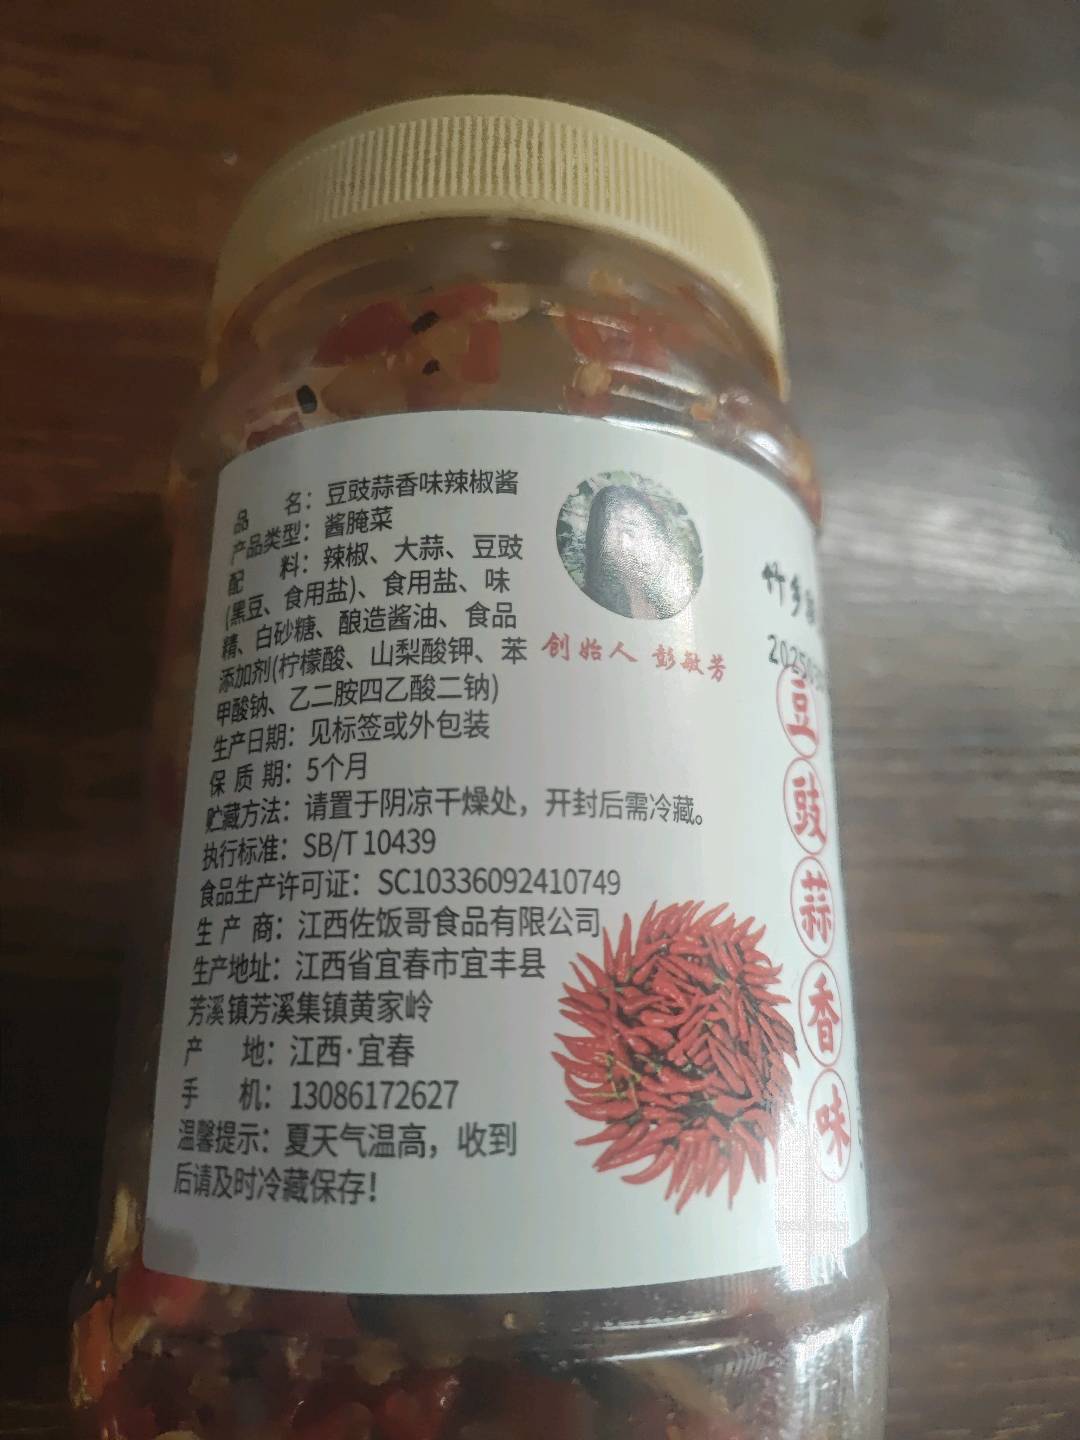 品 名：豆豉蒜香味辣椒酱
产品类型：酱腌菜
配 料：辣椒、大蒜、豆豉
(黑豆、食用盐)、食用盐、味
精、白砂糖、酿造酱油、食品
添加剂(柠檬酸、山梨酸钾、苯
甲酸钠、乙二胺四乙酸二钠)
生产日期：见标签或外包装
保 质 期：5个月
贮藏方法：请置于阴凉干燥处，开封后需冷藏。
执行标准：SB/T 10439
食品生产许可证：SC10336092410749
生 产 商：江西佐饭哥食品有限公司
生产地址：江西省宜春市宜丰县
芳溪镇芳溪集镇黄家岭
产 地：江西·宜春
手 机：13086172627
温馨提示：夏天气温高，收到
后请及时冷藏保存！
创始人 彭敏芳
竹乡
202503
豆豉蒜香味